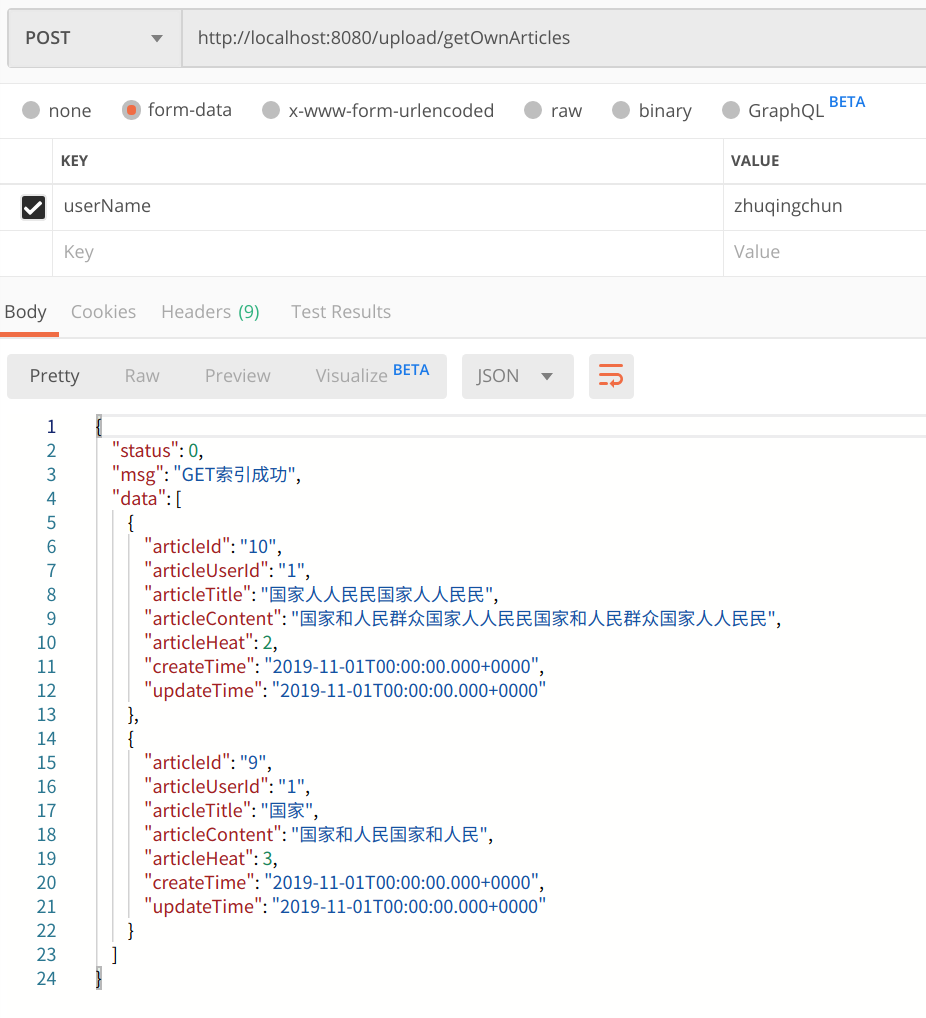 POST http://localhost:8080/upload/getOwnArticles
none form-data x-www-form-urlencoded raw binary GraphQL BETA
KEY VALUE
userName zhuqingchun
Key Value
Body Cookies Headers (9) Test Results
Pretty Raw Preview Visualize BETA JSON
1 {
2 "status": 0,
3 "msg": "GET索引成功",
4 "data": [
5 {
6 "articleId": "10",
7 "articleUserId": "1",
8 "articleTitle": "国家人人民民国家人人民民",
9 "articleContent": "国家和人民群众国家人人民民国家和人民群众国家人人民民",
10 "articleHeat": 2,
11 "createTime": "2019-11-01T00:00:00.000+0000",
12 "updateTime": "2019-11-01T00:00:00.000+0000"
13 },
14 {
15 "articleId": "9",
16 "articleUserId": "1",
17 "articleTitle": "国家",
18 "articleContent": "国家和人民国家和人民",
19 "articleHeat": 3,
20 "createTime": "2019-11-01T00:00:00.000+0000",
21 "updateTime": "2019-11-01T00:00:00.000+0000"
22 }
23 ]
24 }